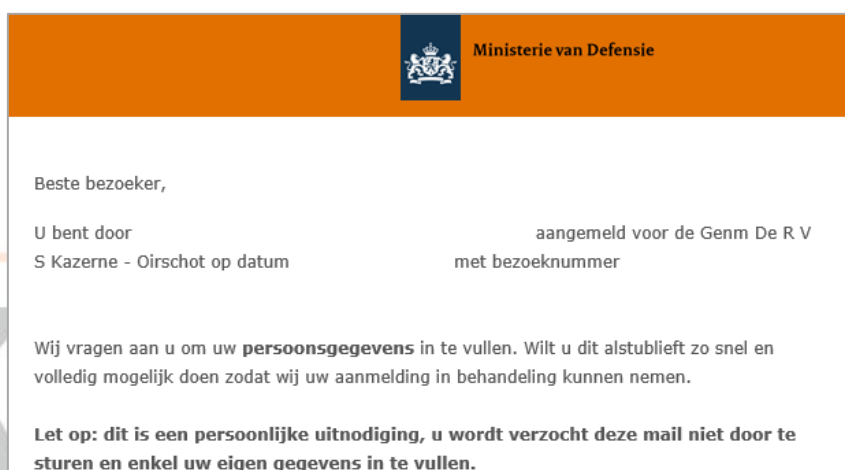 Ministerie van Defensie
Beste bezoeker,
U bent door aangemeld voor de Genm De R V
S Kazerne - Oirschot op datum met bezoeknummer
Wij vragen aan u om uw persoonsgegevens in te vullen. Wilt u dit alstublieft zo snel en
volledig mogelijk doen zodat wij uw aanmelding in behandeling kunnen nemen.
Let op: dit is een persoonlijke uitnodiging, u wordt verzocht deze mail niet door te
sturen en enkel uw eigen gegevens in te vullen.